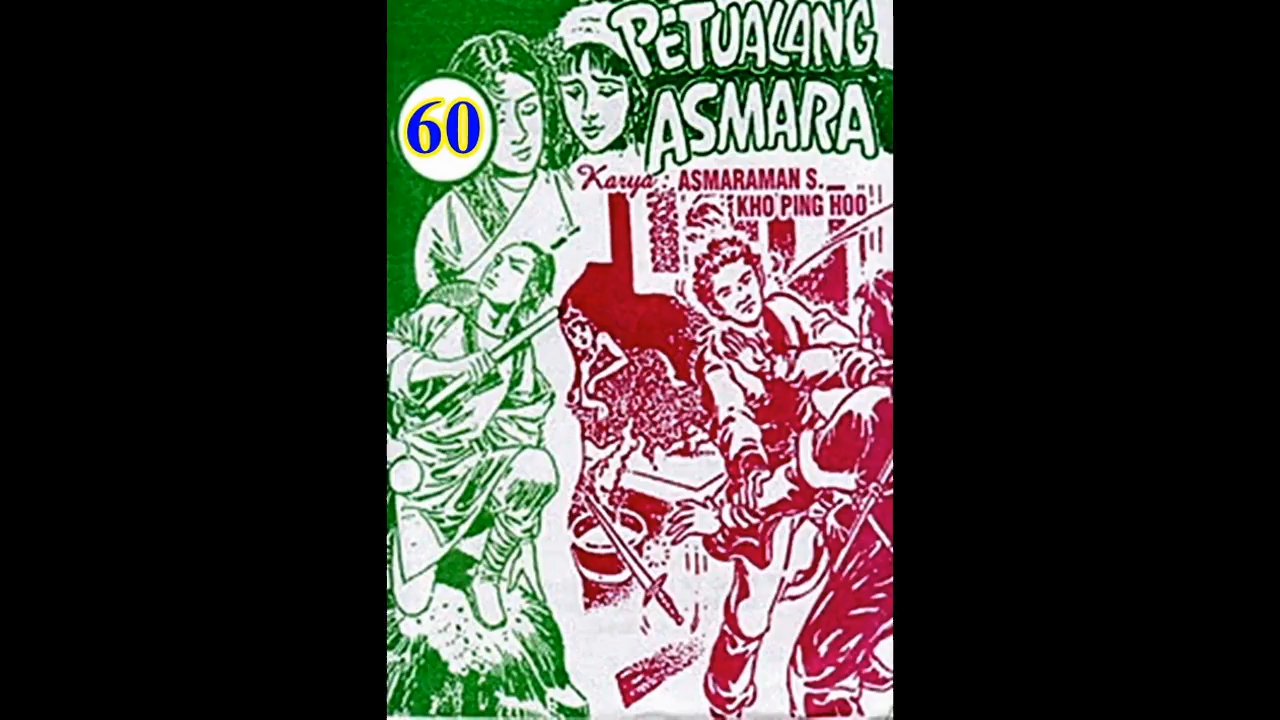 PETUALANG
ASMARA
60
Karya : ASMARAMAN S.
KHO PING HOO